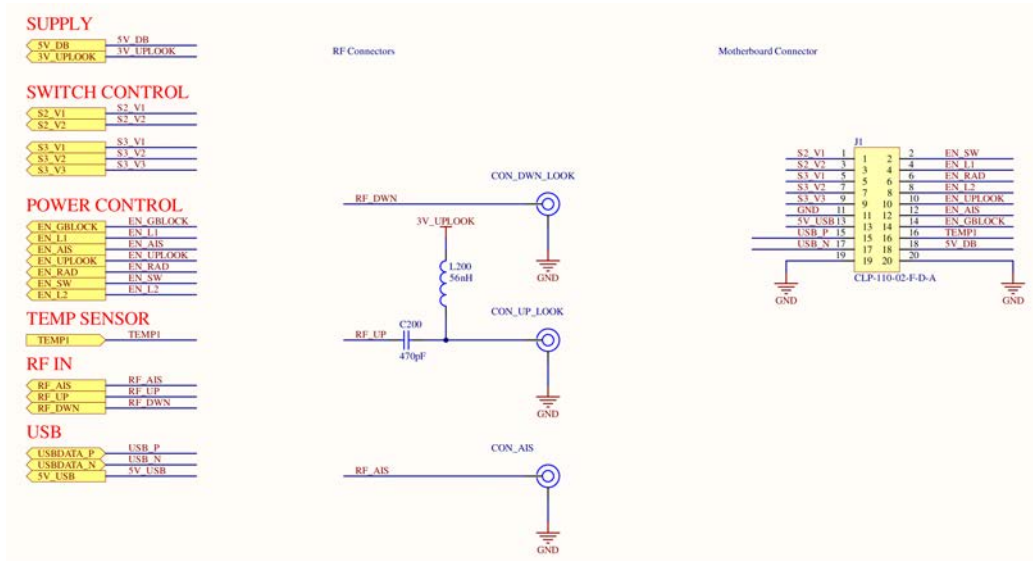 SUPPLY
5V_DB 5V_DB
3V_UPLOOK 3V_UPLOOK
SWITCH CONTROL
S2_V1 S2_V1
S2_V2 S2_V2
S3_V1 S3_V1
S3_V2 S3_V2
S3_V3 S3_V3
POWER CONTROL
EN_GBLOCK EN_GBLOCK
EN_L1 EN_L1
EN_AIS EN_AIS
EN_UPLOOK EN_UPLOOK
EN_RAD EN_RAD
EN_SW EN_SW
EN_L2 EN_L2
TEMP SENSOR
TEMP1 TEMP1
RF IN
RF_AIS RF_AIS
RF_UP RF_UP
RF_DWN RF_DWN
USB
USBDATA_P USB_P
USBDATA_N USB_N
5V_USB 5V_USB
RF Connectors
CON_DWN_LOOK
RF_DWN
GND
3V_UPLOOK
L200
56nH
CON_UP_LOOK
RF_UP
C200
470pF
GND
CON_AIS
RF_AIS
GND
Motherboard Connector
J1
S2_V1 1 1 2 2 EN_SW
S2_V2 3 3 4 4 EN_L1
S3_V1 5 5 6 6 EN_RAD
S3_V2 7 7 8 8 EN_L2
S3_V3 9 9 10 10 EN_UPLOOK
GND 11 11 12 12 EN_AIS
5V_USB 13 13 14 14 EN_GBLOCK
USB_P 15 15 16 16 TEMP1
USB_N 17 17 18 18 5V_DB
19 19 20 20
CLP-110-02-F-D-A
GND GND